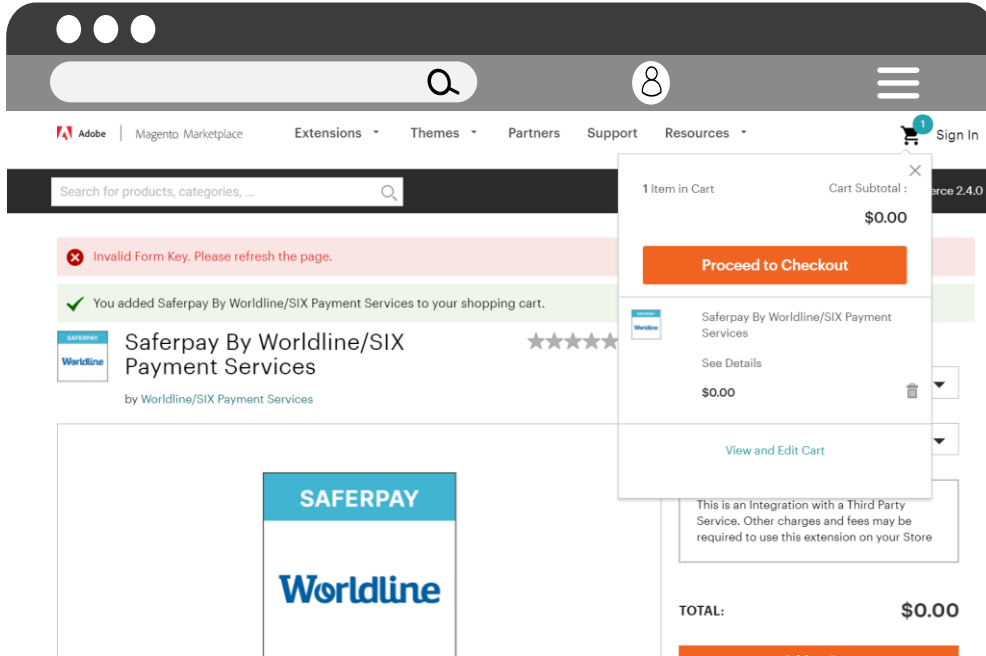 Adobe | Magento Marketplace Extensions Themes Partners Support Resources 1 Sign In
Search for products, categories, ...
erce 2.4.0
1 Item in Cart Cart Subtotal :
$0.00
Proceed to Checkout
Invalid Form Key. Please refresh the page.
You added Saferpay By Worldline/SIX Payment Services to your shopping cart.
SAFERPAY
Worldline
Saferpay By Worldline/SIX
Payment Services
by Worldline/SIX Payment Services
SAFERPAY
Worldline
Saferpay By Worldline/SIX Payment
Services
See Details
$0.00
View and Edit Cart
SAFERPAY
Worldline
This is an Integration with a Third Party
Service. Other charges and fees may be
required to use this extension on your Store
TOTAL: $0.00